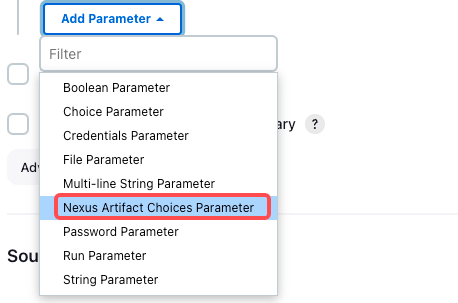 Add Parameter
Filter
Boolean Parameter
Choice Parameter
Credentials Parameter
ary ?
File Parameter
Adv
Multi-line String Parameter
Nexus Artifact Choices Parameter
Password Parameter
Run Parameter
Sou
String Parameter